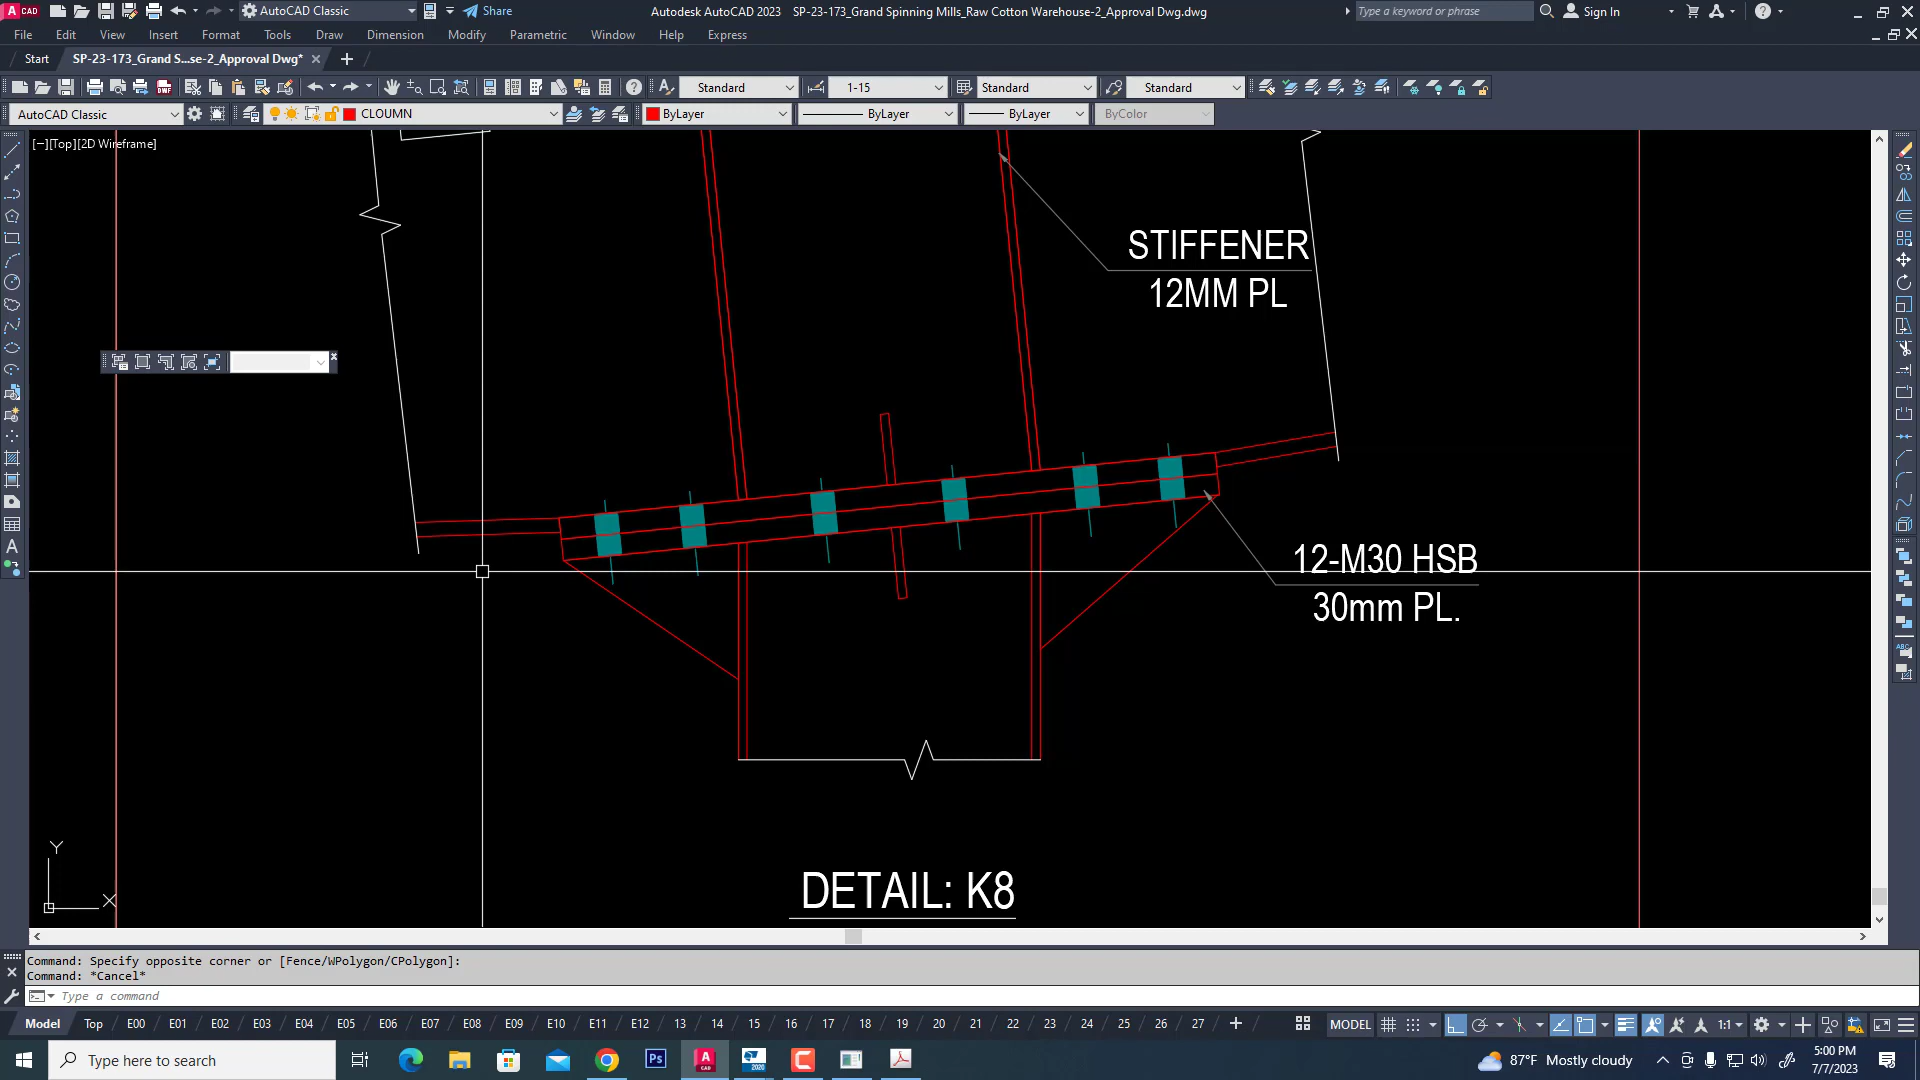 CAD
AutoCAD Classic
Share
Autodesk AutoCAD 2023 SP-23-173_Grand Spinning Mills_Raw Cotton Warehouse-2_Approval Dwg.dwg
Type a keyword or phrase
Sign In
File Edit View Insert Format Tools Draw Dimension Modify Parametric Window Help Express
Start
SP-23-173_Grand S...se-2_Approval Dwg*
DWF
Standard
1-15
Standard
Standard
AutoCAD Classic
CLOUMN
ByLayer
ByLayer
ByLayer
ByColor
[−][Top][2D Wireframe]
STIFFENER
12MM PL
12-M30 HSB
30mm PL.
DETAIL: K8
Y
X
Command: Specify opposite corner or [Fence/WPolygon/CPolygon]:
Command: *Cancel*
Type a command
Model Top E00 E01 E02 E03 E04 E05 E06 E07 E08 E09 E10 E11 E12 13 14 15 16 17 18 19 20 21 22 23 24 25 26 27
MODEL
1:1
Type here to search
Ps
A
CAD
2020
87°F Mostly cloudy
5:00 PM
7/7/2023